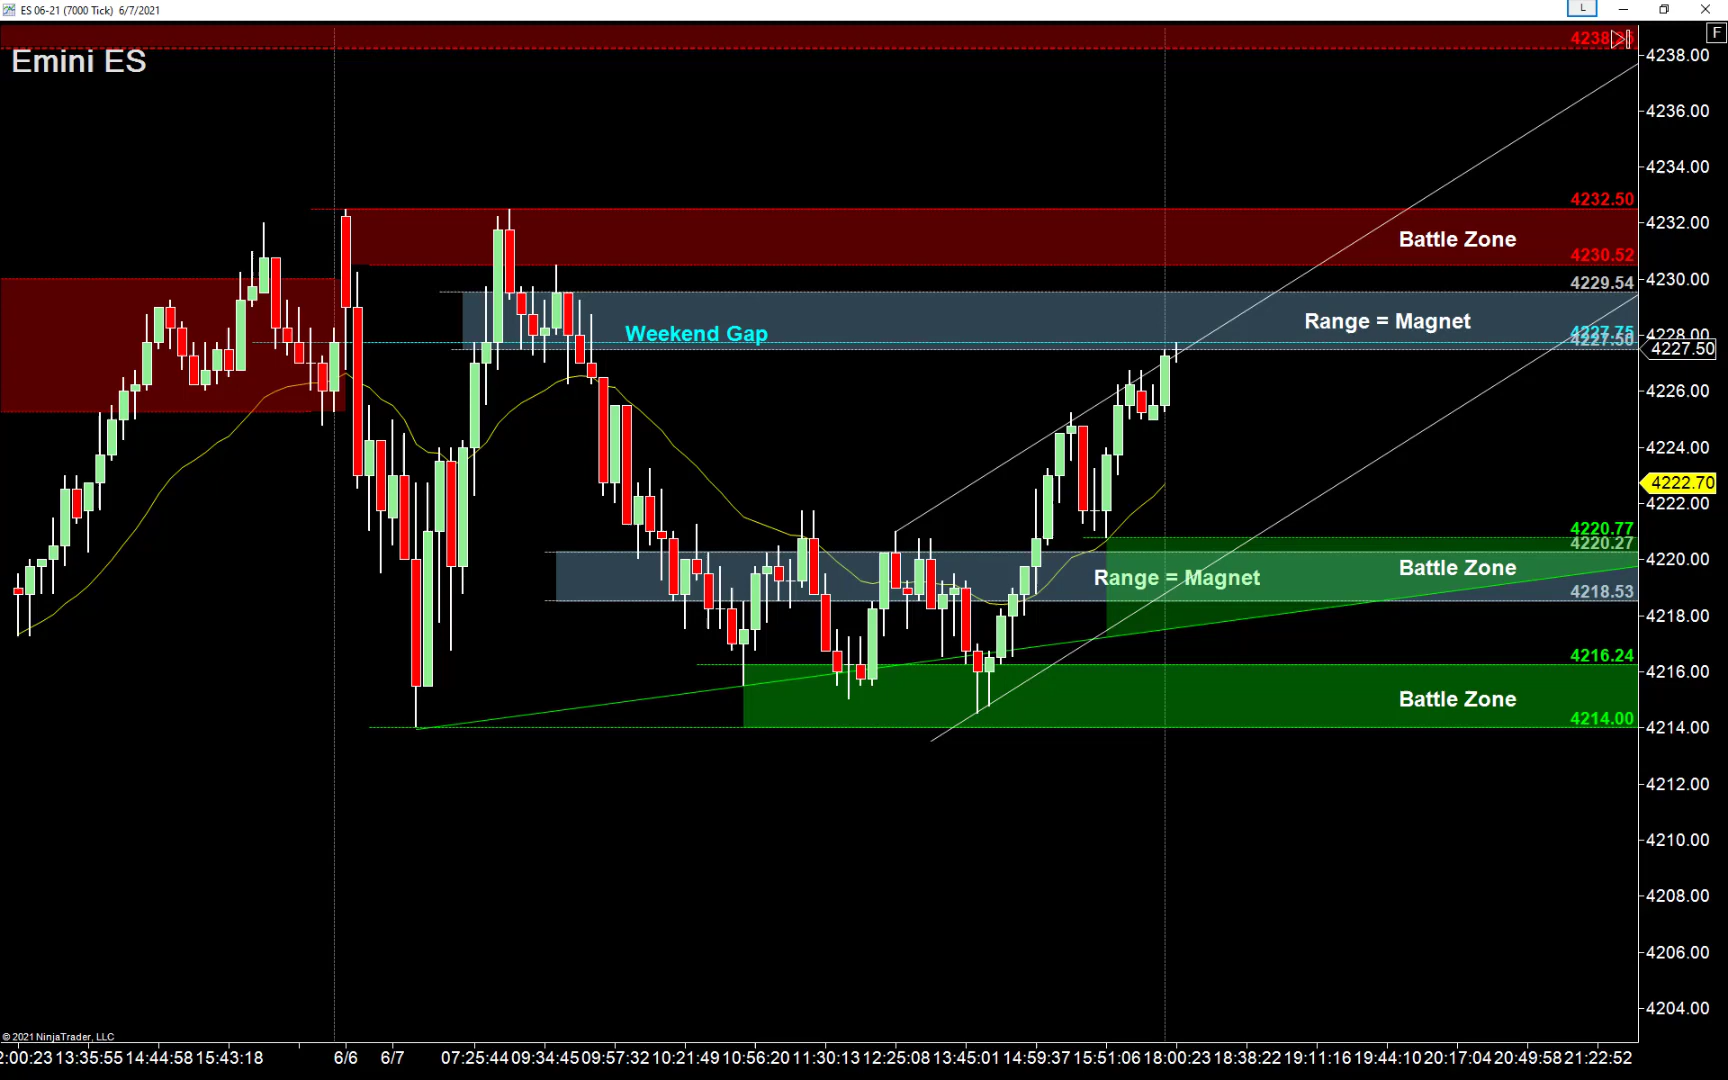 ES 06-21 (7000 Tick) 6/7/2021
L
F
Emini ES
4238.00
4236.00
4234.00
4232.50
4232.00
Battle Zone
4230.52
4230.00
4229.54
Range = Magnet
Weekend Gap
4227.75
4228.00
4227.50
4227.50
4226.00
4224.00
4222.70
4222.00
4220.77
4220.27
4220.00
Battle Zone
Range = Magnet
4218.53
4218.00
4216.24
4216.00
Battle Zone
4214.00
4214.00
4212.00
4210.00
4208.00
4206.00
4204.00
© 2021 NinjaTrader, LLC
2:00:23 13:35:55 14:44:58 15:43:18 6/6 6/7 07:25:44 09:34:45 09:57:32 10:21:49 10:56:20 11:30:13 12:25:08 13:45:01 14:59:37 15:51:06 18:00:23 18:38:22 19:11:16 19:44:10 20:17:04 20:49:58 21:22:52